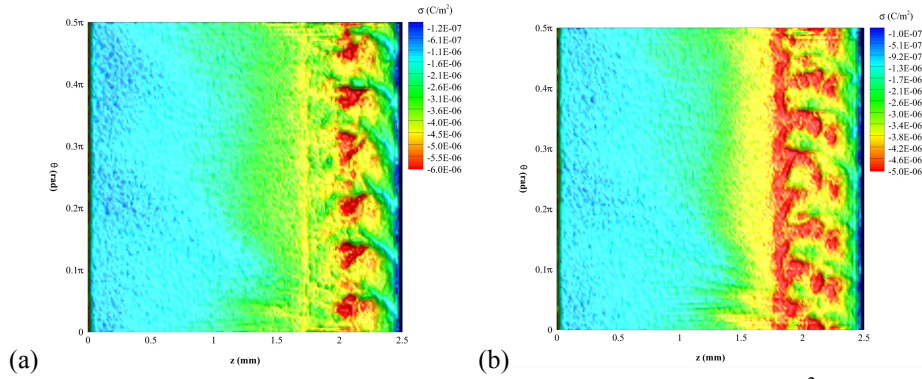 σ (C/m²)
-1.2E-07
-6.1E-07
-1.1E-06
-1.6E-06
-2.1E-06
-2.6E-06
-3.1E-06
-3.6E-06
-4.0E-06
-4.5E-06
-5.0E-06
-5.5E-06
-6.0E-06
0.5π
0.4π
0.3π
0.2π
0.1π
0
θ (rad)
0 0.5 1 1.5 2 2.5
z (mm)
(a)
σ (C/m²)
-1.0E-07
-5.1E-07
-9.2E-07
-1.3E-06
-1.7E-06
-2.1E-06
-2.6E-06
-3.0E-06
-3.4E-06
-3.8E-06
-4.2E-06
-4.6E-06
-5.0E-06
0.5π
0.4π
0.3π
0.2π
0.1π
0
θ (rad)
0 0.5 1 1.5 2 2.5
z (mm)
(b)